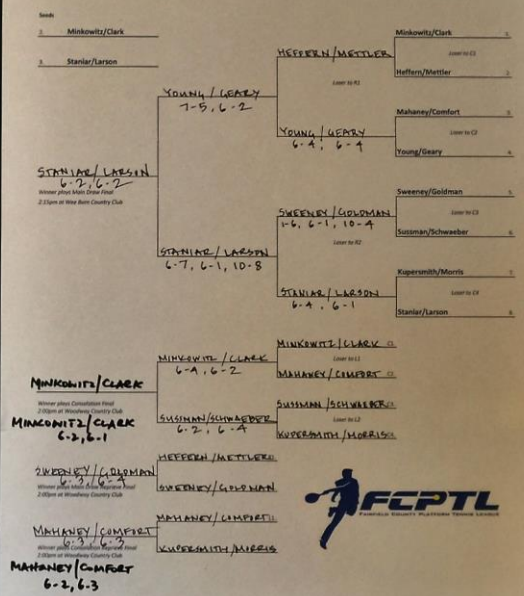 Seeds
2. Minkowitz/Clark
3. Staniar/Larson
Minkowitz/Clark 1.
HEFFERN/METTLER
Loser to C1
Heffern/Mettler 2.
Loser to R1
YOUNG / GEARY
7-5, 6-2
Mahaney/Comfort 3.
YOUNG / GEARY
6-4, 6-4
Loser to C2
Young/Geary 4.
STANIAR/LARSON
6-2, 6-2
Winner plays Main Draw Final
2:15pm at Wee Burn Country Club
Sweeney/Goldman 5.
SWEENEY/GOLDMAN
1-6, 6-1, 10-4
Loser to C3
Sussman/Schwaeber 6.
Loser to R2
STANIAR/LARSON
6-7, 6-1, 10-8
Kupersmith/Morris 7.
STANIAR/LARSON
6-4, 6-1
Loser to C4
Staniar/Larson 8.
MINKOWITZ / CLARK
MINKOWITZ / CLARK
6-4, 6-2
Loser to L1
MAHANEY/COMFORT
MINKOWITZ/CLARK
Winner plays Consolation Final
2:00pm at Woodway Country Club
MINKOWITZ/CLARK
6-2, 6-1
SUSSMAN/SCHWAEBER
SUSSMAN/SCHWAEBER
6-2, 6-4
Loser to L2
KUPERSMITH/MORRIS
HEFFERN/METTLER
SWEENEY/GOLDMAN
6-3, 6-4
Winner plays Main Draw Reprieve Final
2:00pm at Woodway Country Club
SWEENEY/GOLDMAN
MAHANEY/COMFORT
MAHANEY/COMFORT
6-3, 6-3
Winner plays Consolation Reprieve Final
2:00pm at Woodway Country Club
KUPERSMITH/MORRIS
MAHANEY/COMFORT
6-2, 6-3
FCPTL
FAIRFIELD COUNTY PLATFORM TENNIS LEAGUE